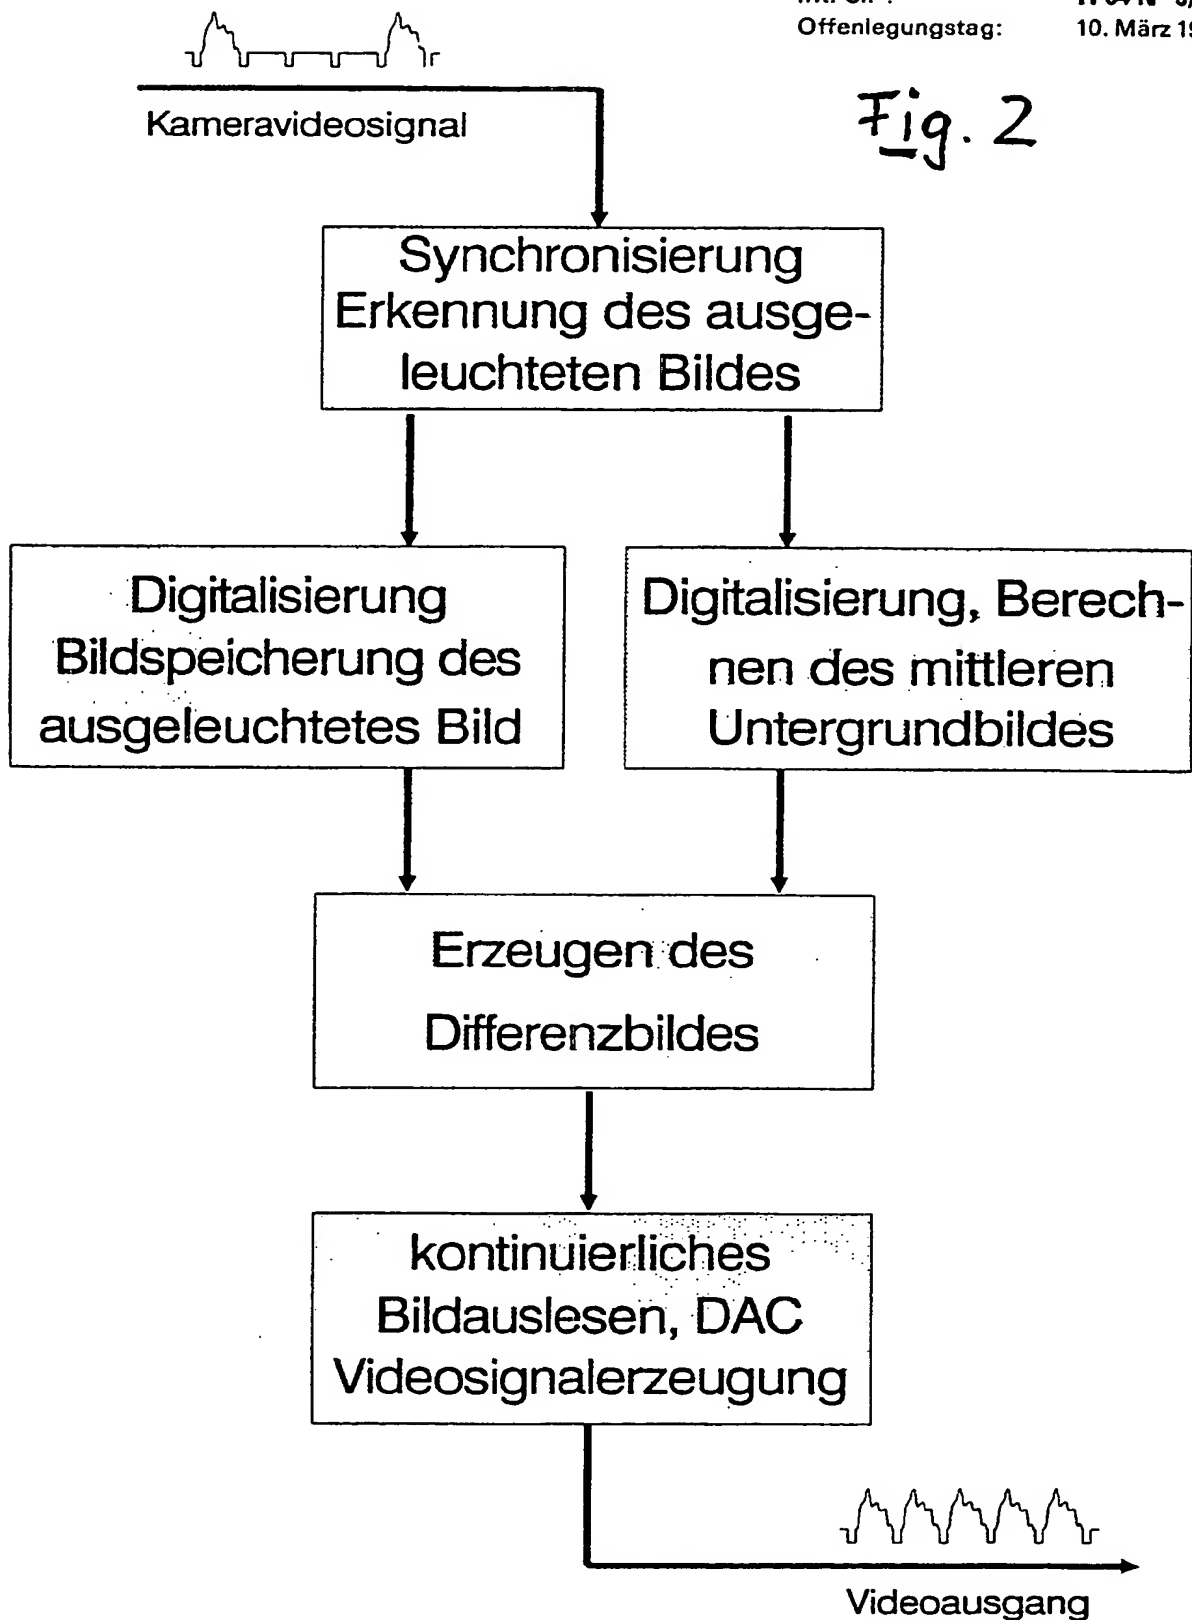 Offenlegungstag: 10. März 19
Fig. 2
Kameravideosignal
Synchronisierung
Erkennung des ausge-
leuchteten Bildes
Digitalisierung
Bildspeicherung des
ausgeleuchtetes Bild
Digitalisierung, Berech-
nen des mittleren
Untergrundbildes
Erzeugen des
Differenzbildes
kontinuierliches
Bildauslesen, DAC
Videosignalerzeugung
Videoausgang